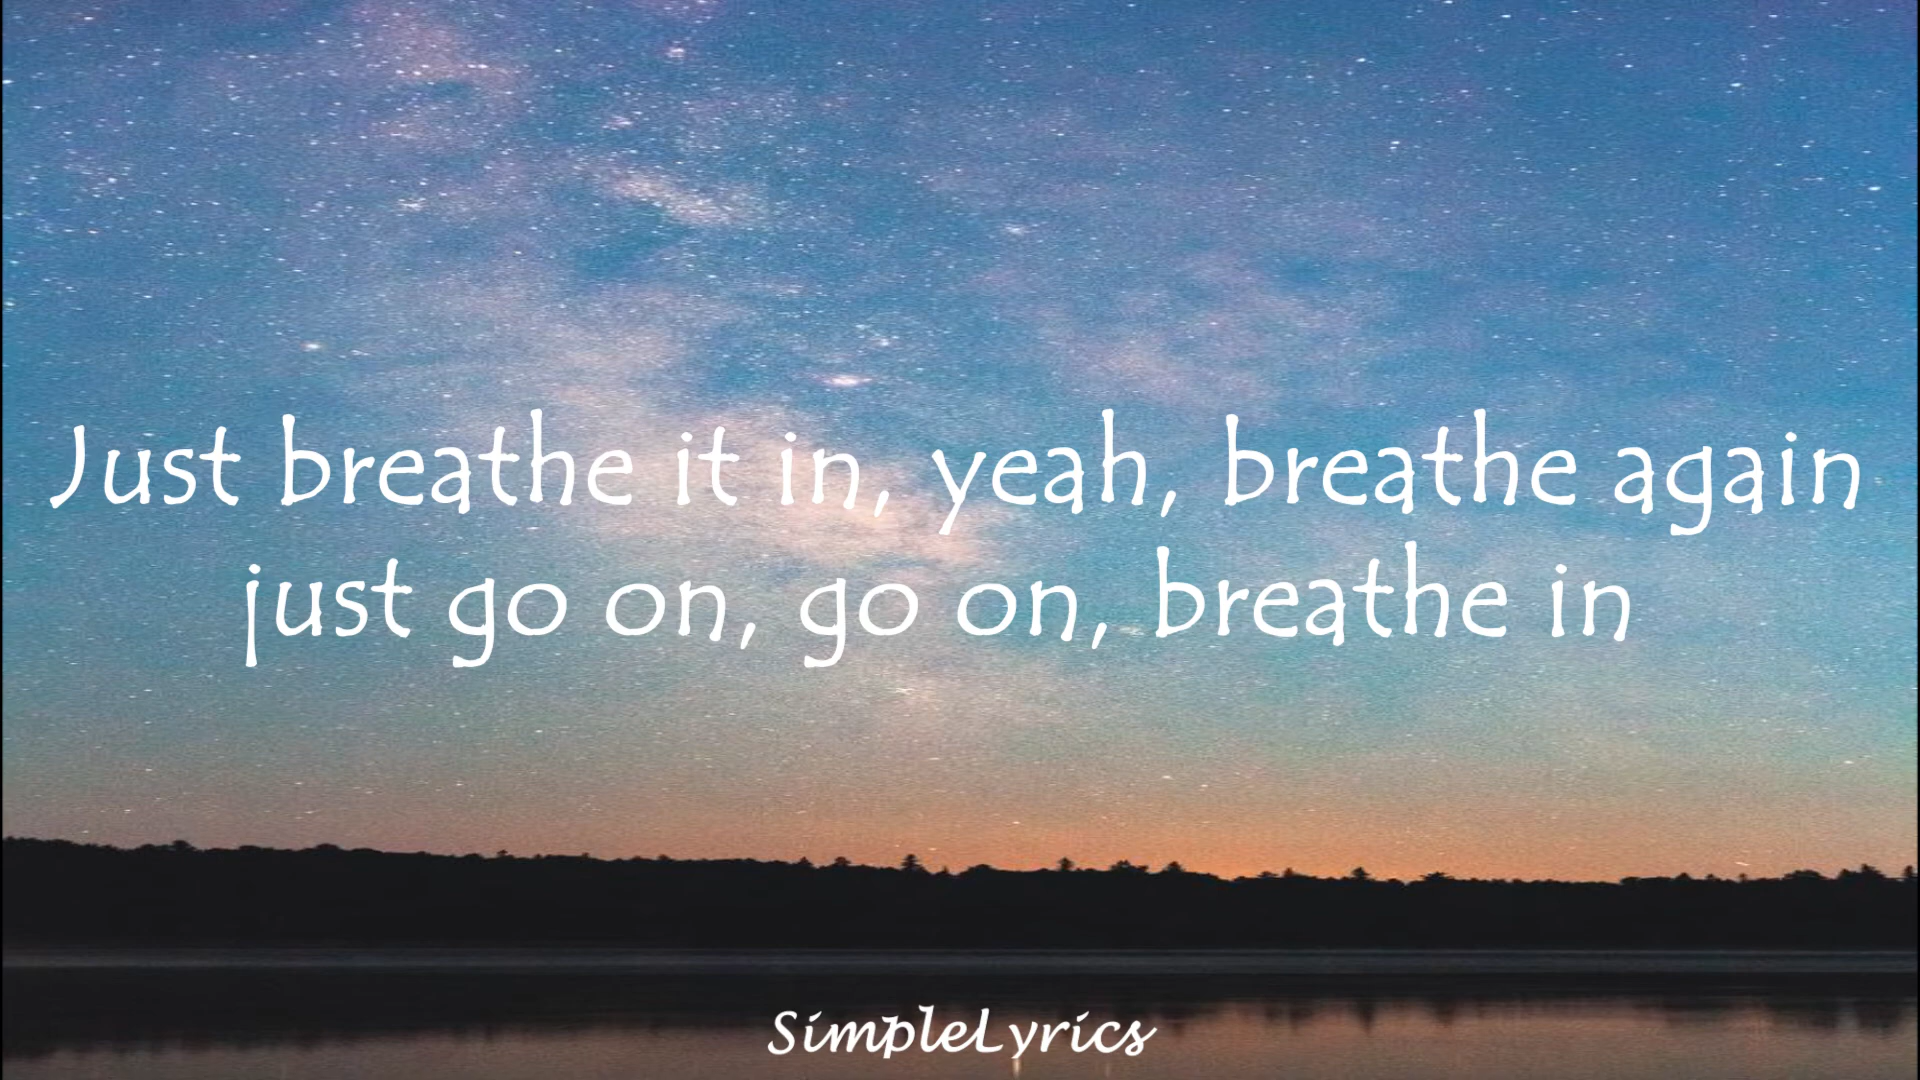 Just breathe it in, yeah, breathe again
just go on, go on, breathe in
SimpleLyrics